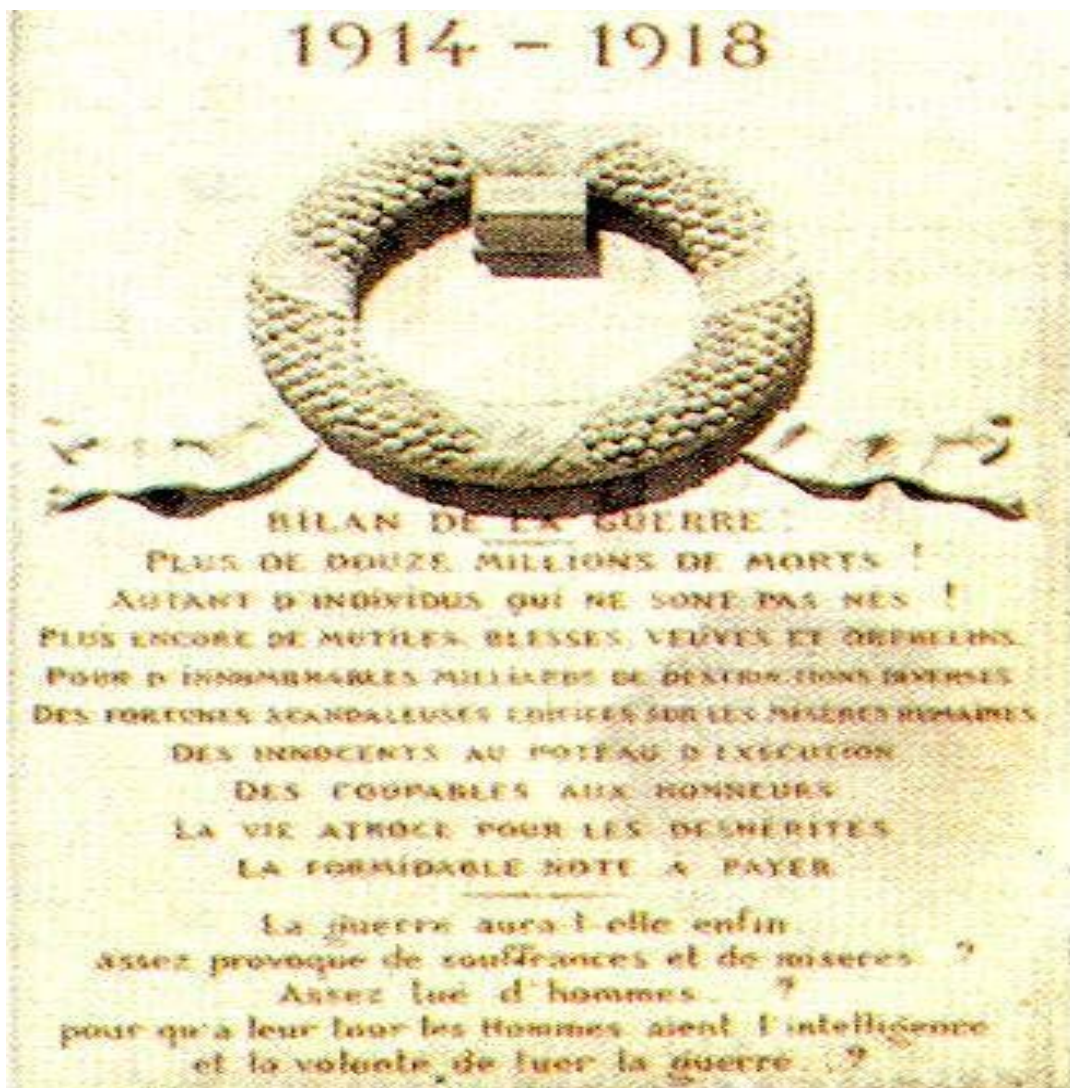 1914 - 1918
BILAN DE LA GUERRE :
PLUS DE DOUZE MILLIONS DE MORTS !
AUTANT D'INDIVIDUS QUI NE SONT PAS NES !
PLUS ENCORE DE MUTILES, BLESSES, VEUVES ET ORPHELINS.
POUR D'INNOMBRABLES MILLIARDS DE DESTRUCTIONS DIVERSES
DES FORTUNES SCANDALEUSES EDIFIEES SUR LES MISERES HUMAINES
DES INNOCENTS AU POTEAU D'EXECUTION
DES COUPABLES AUX HONNEURS
LA VIE ATROCE POUR LES DESHERITES
LA FORMIDABLE NOTE A PAYER
La guerre aura-t-elle enfin
assez provoqué de souffrances et de miseres ..?
Assez tué d'hommes... ?
pour qu'a leur tour les Hommes aient l'intelligence
et la volonte de tuer la guerre...?